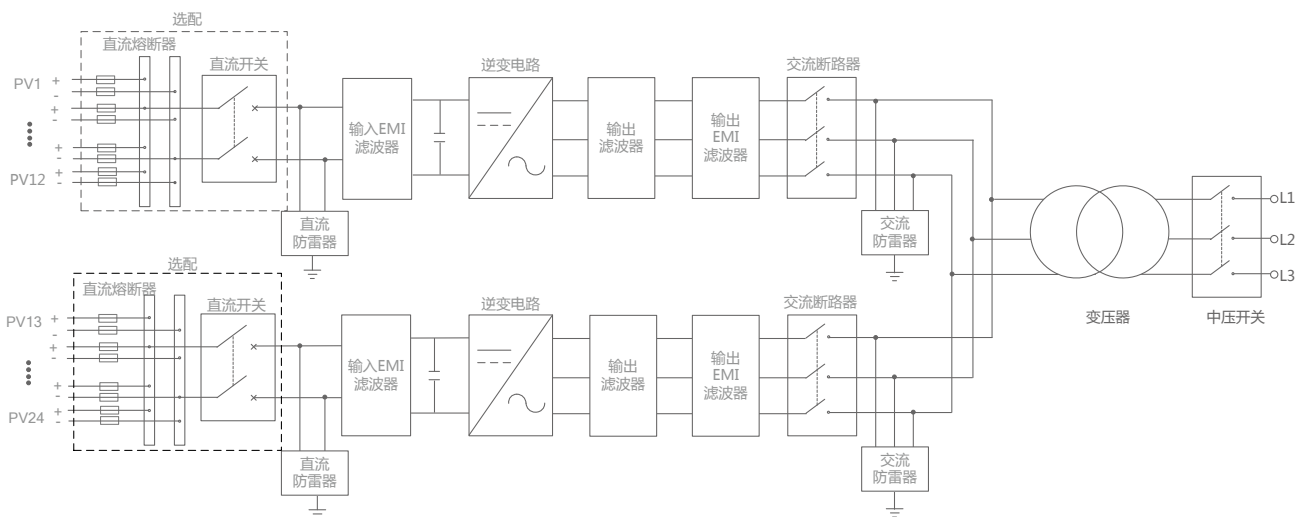 选配
直流熔断器
直流开关
PV1
+
-
+
-
+
-
+
-
PV12
输入EMI
滤波器
逆变电路
输出
滤波器
输出
EMI
滤波器
交流断路器
直流
防雷器
交流
防雷器
选配
直流熔断器
直流开关
PV13
+
-
+
-
+
-
+
-
PV24
输入EMI
滤波器
逆变电路
输出
滤波器
输出
EMI
滤波器
交流断路器
直流
防雷器
交流
防雷器
变压器
中压开关
L1
L2
L3